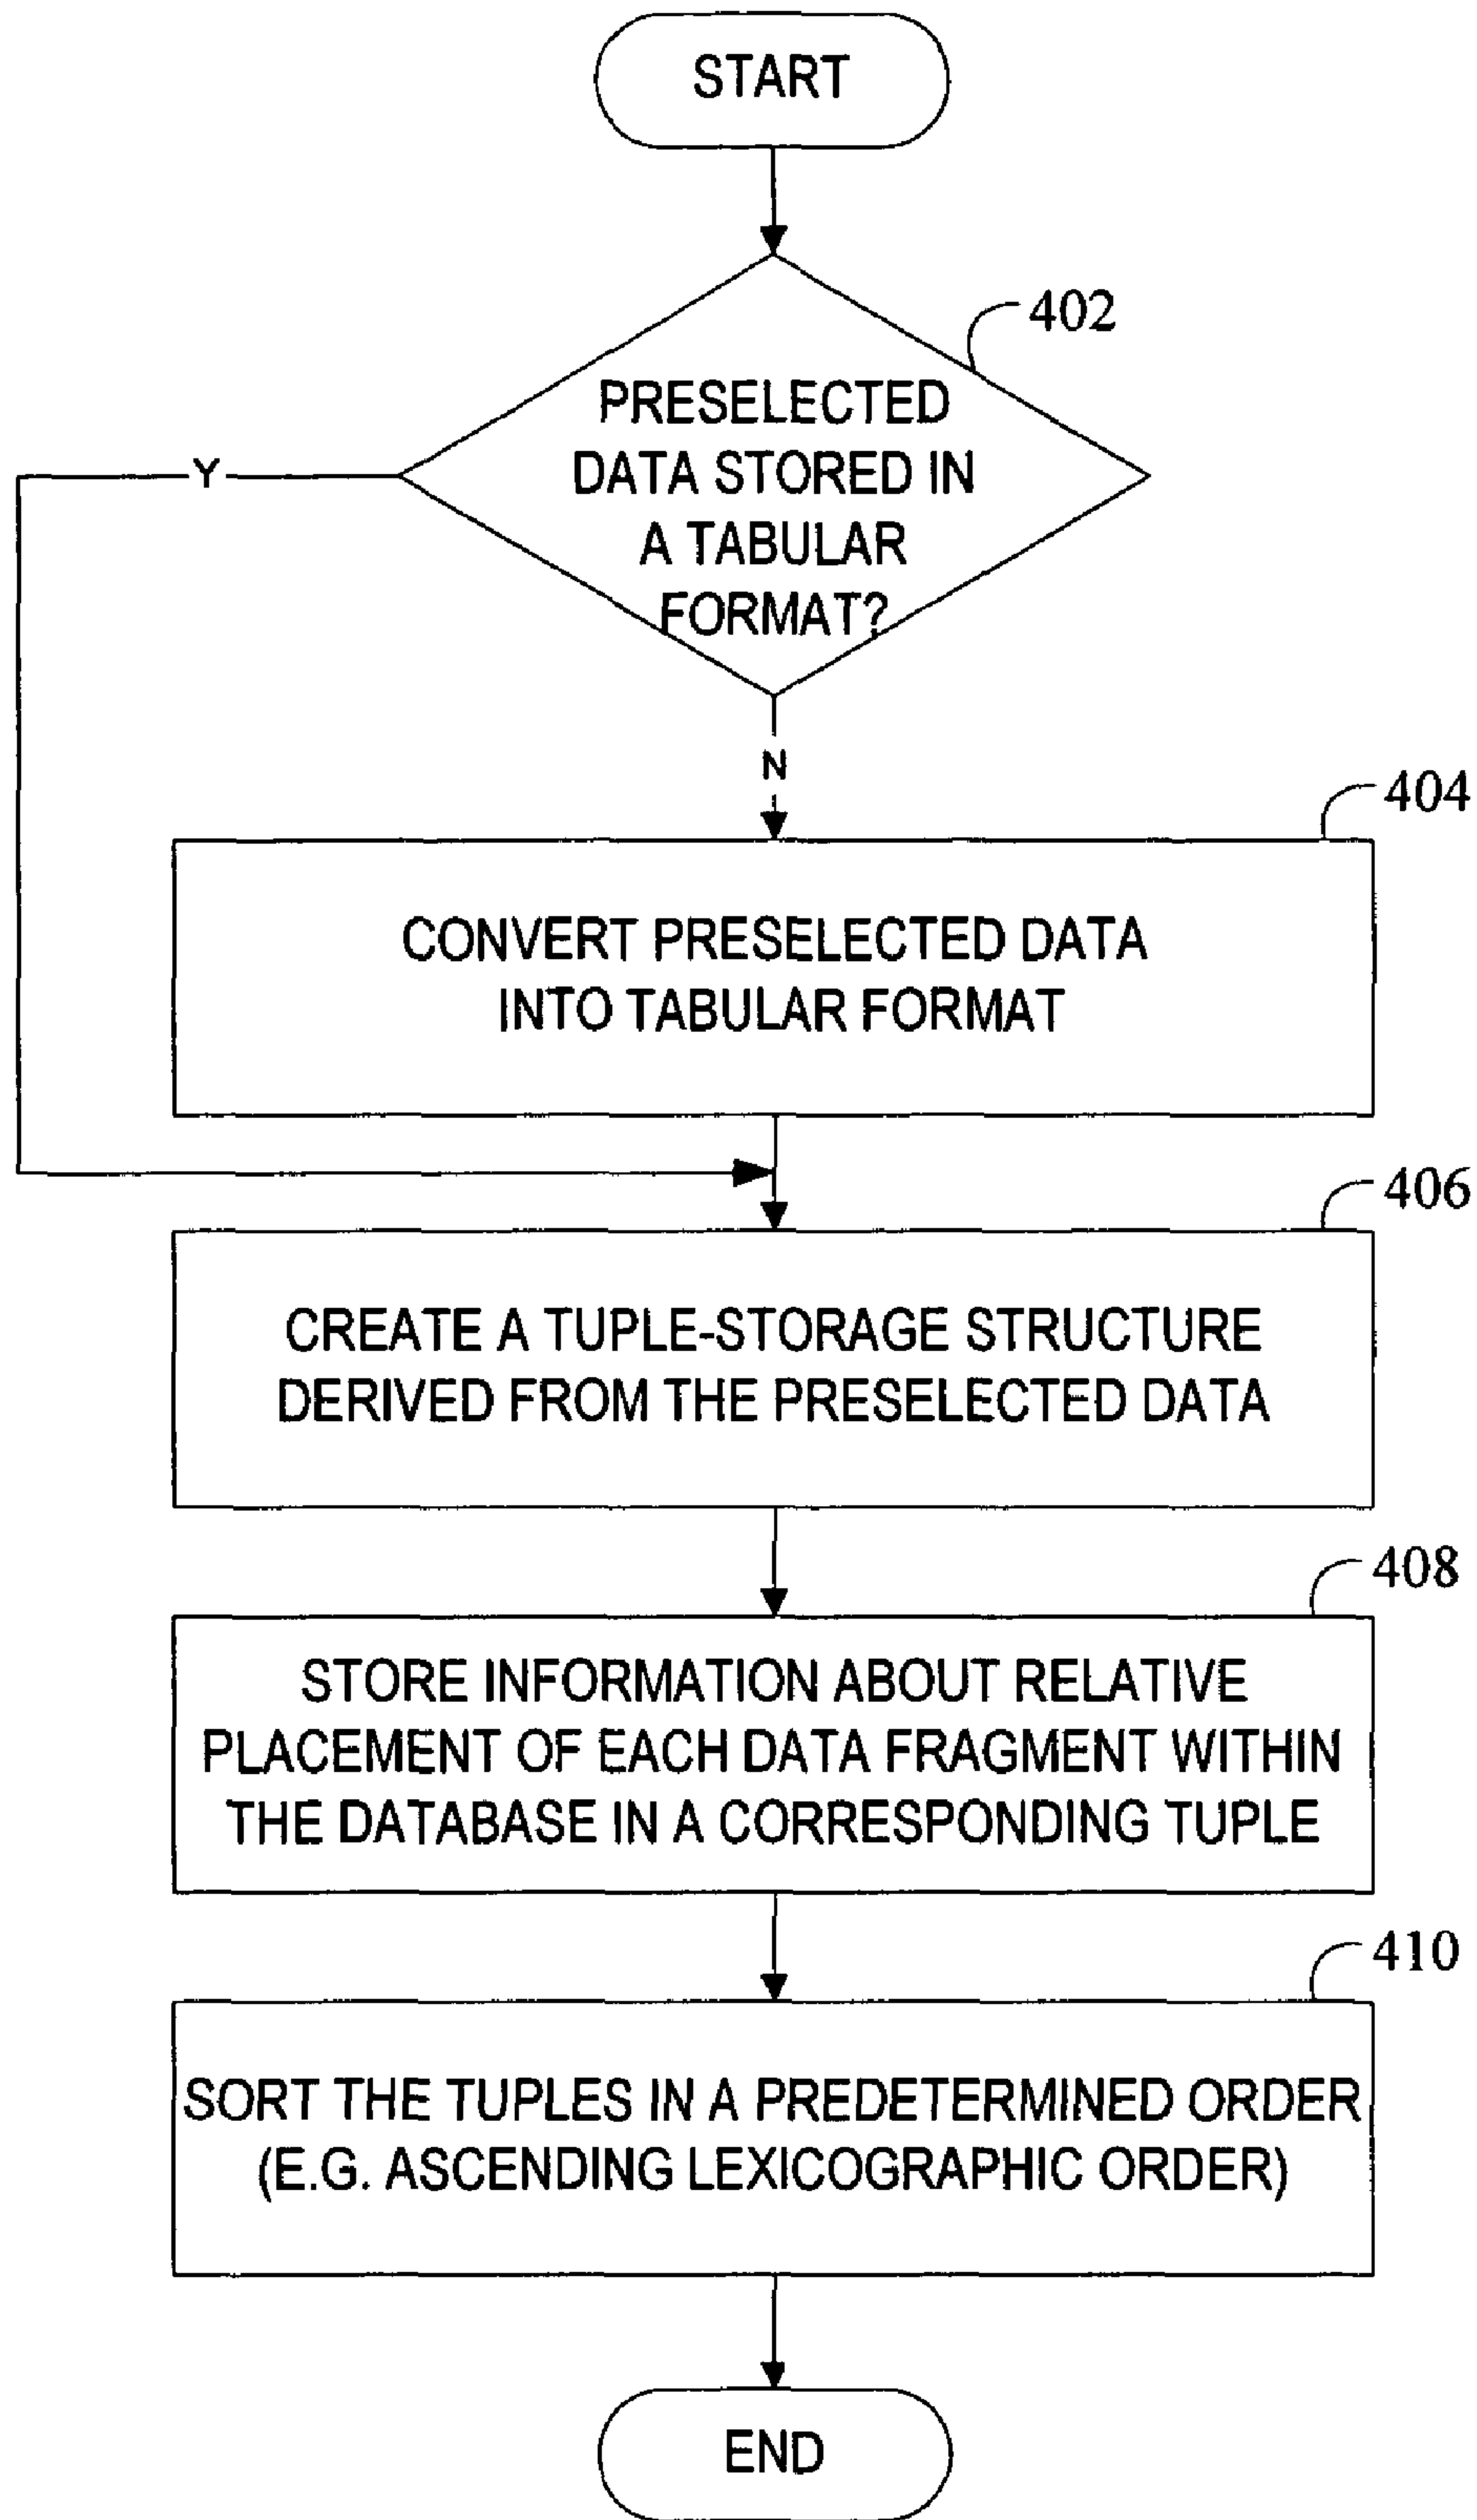 START
402
PRESELECTED
DATA STORED IN
A TABULAR
FORMAT?
Y
N
404
CONVERT PRESELECTED DATA
INTO TABULAR FORMAT
406
CREATE A TUPLE-STORAGE STRUCTURE
DERIVED FROM THE PRESELECTED DATA
408
STORE INFORMATION ABOUT RELATIVE
PLACEMENT OF EACH DATA FRAGMENT WITHIN
THE DATABASE IN A CORRESPONDING TUPLE
410
SORT THE TUPLES IN A PREDETERMINED ORDER
(E.G. ASCENDING LEXICOGRAPHIC ORDER)
END